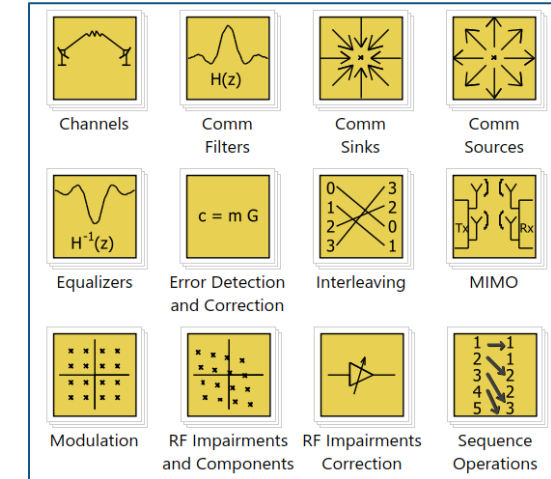 H(z)
Channels
Comm
Filters
Comm
Sinks
Comm
Sources
H⁻¹(z)
c = m G
0 3
1 2
2 0
3 1
Tx Rx
Equalizers
Error Detection
and Correction
Interleaving
MIMO
1 1
2 1
3 2
4 2
5 3
Modulation
RF Impairments
and Components
RF Impairments
Correction
Sequence
Operations